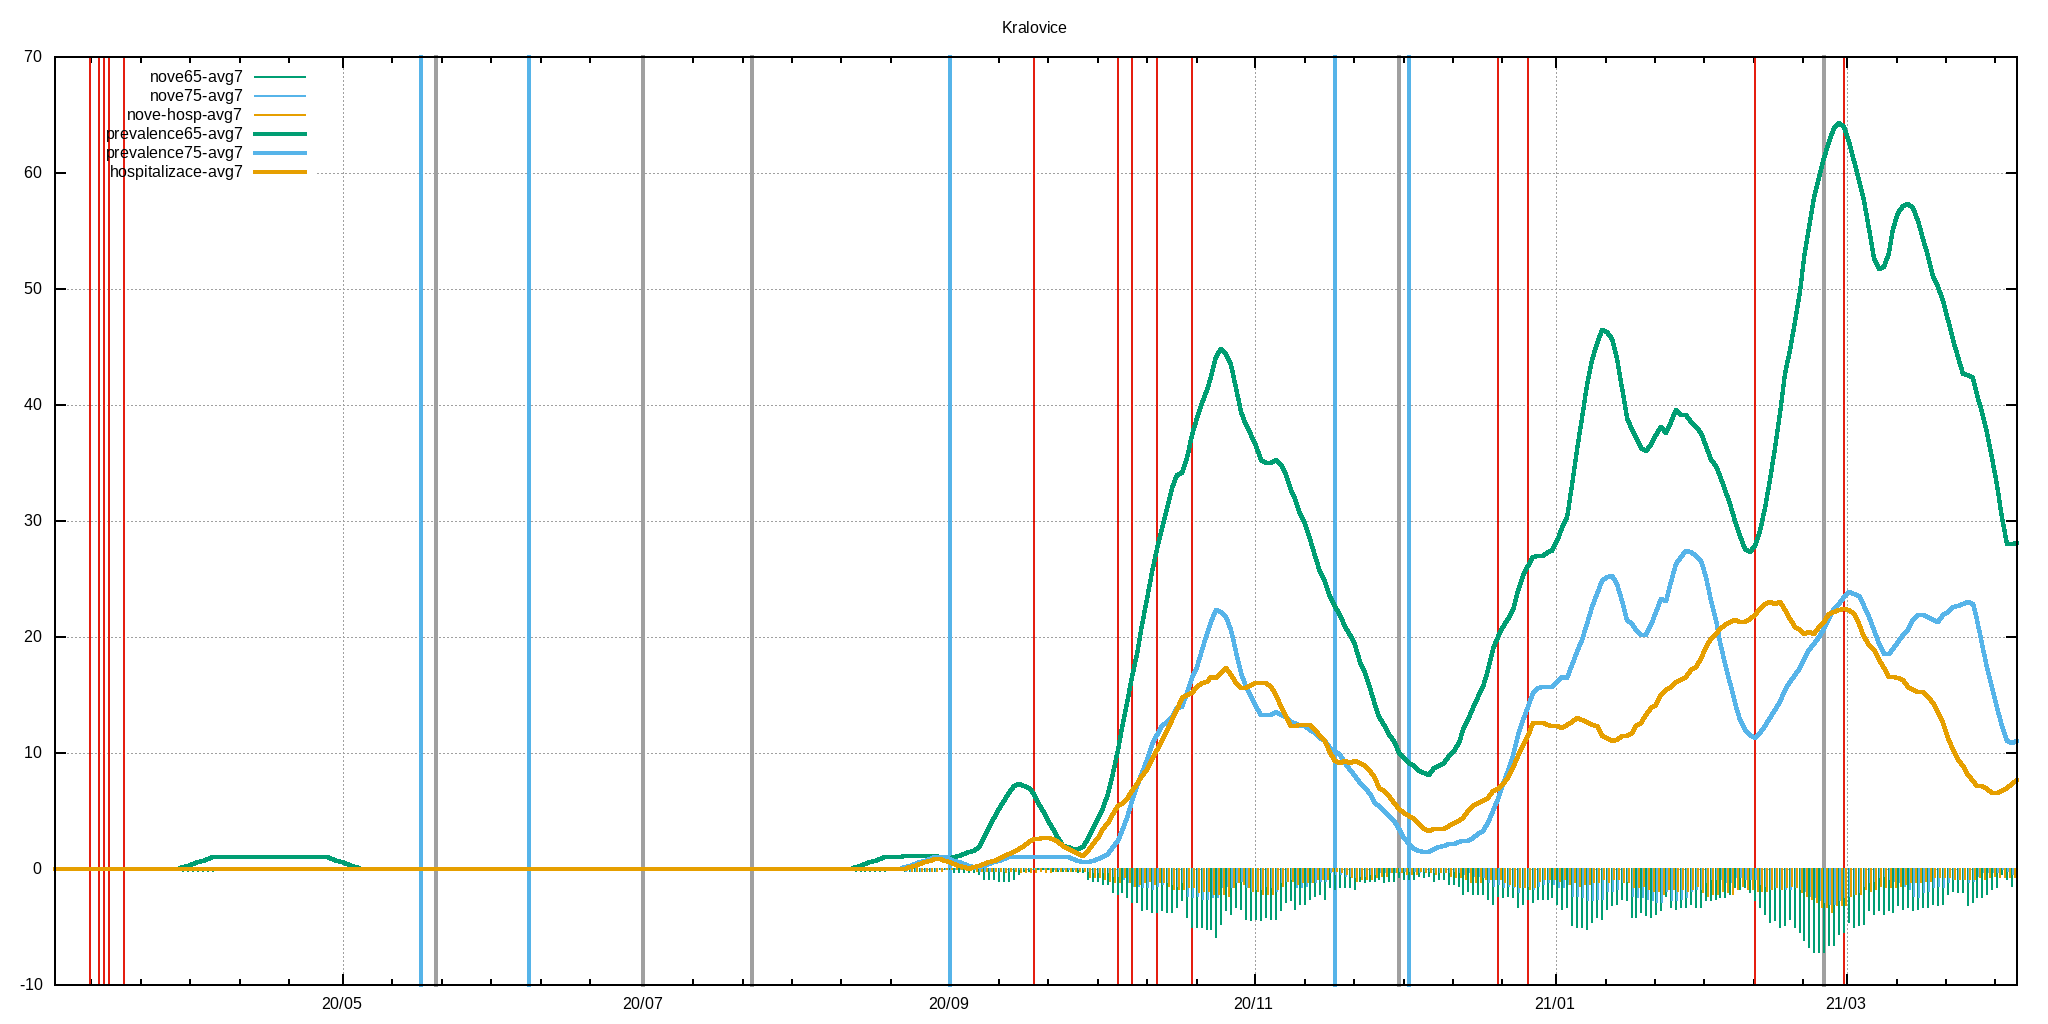 Kralovice
70
60
50
40
30
20
10
0
-10
nove65-avg7
nove75-avg7
nove-hosp-avg7
prevalence65-avg7
prevalence75-avg7
hospitalizace-avg7
20/05 20/07 20/09 20/11 21/01 21/03